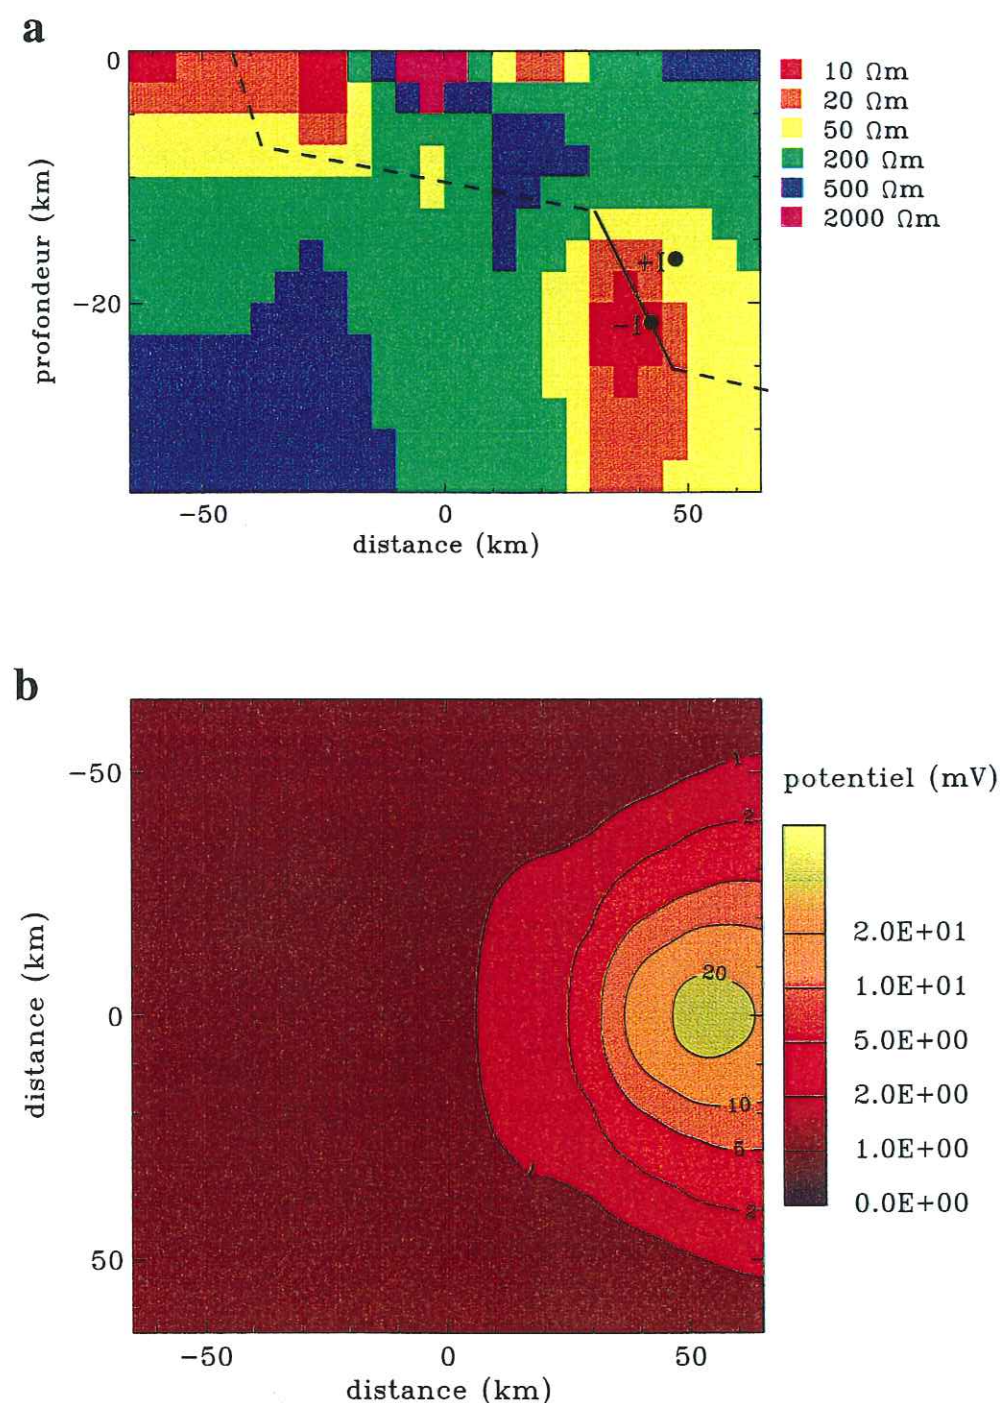 a
0
-20
profondeur (km)
-50
0
50
distance (km)
10 Ωm
20 Ωm
50 Ωm
200 Ωm
500 Ωm
2000 Ωm
+I
-I
b
-50
0
50
distance (km)
-50
0
50
distance (km)
1
2
20
10
5
2
1
potentiel (mV)
2.0E+01
1.0E+01
5.0E+00
2.0E+00
1.0E+00
0.0E+00